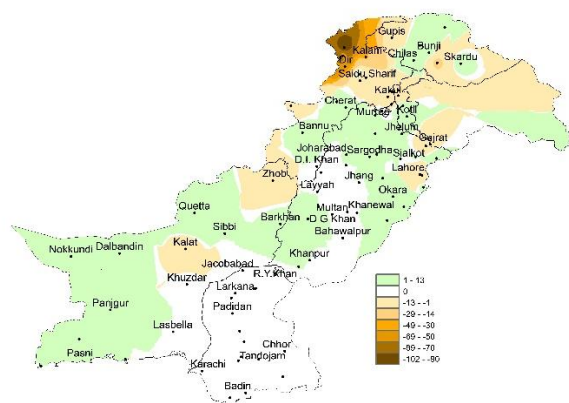 Gupis
Bunji
Kalam
Chilas
Skardu
Dir
Saidu Sharif
Kakul
Cherat
Kotli
Bannu
Jhelum
Gujrat
Joharabad
Sargodha
Sialkot
D.I. Khan
Lahore
Zhob
Jhang
Layyah
Okara
Quetta
Multan
Khanewal
Barkhan
D G Khan
Sibbi
Bahawalpur
Kalat
Nokkundi
Dalbandin
Khanpur
Jacobabad
R.Y.Khan
Khuzdar
Larkana
Panjgur
Padidan
Lasbella
Chhor
Pasni
Tandojam
Karachi
Badin
1 - 13
0
-13 - -1
-29 - -14
-49 - -30
-69 - -50
-89 - -70
-102 - -90